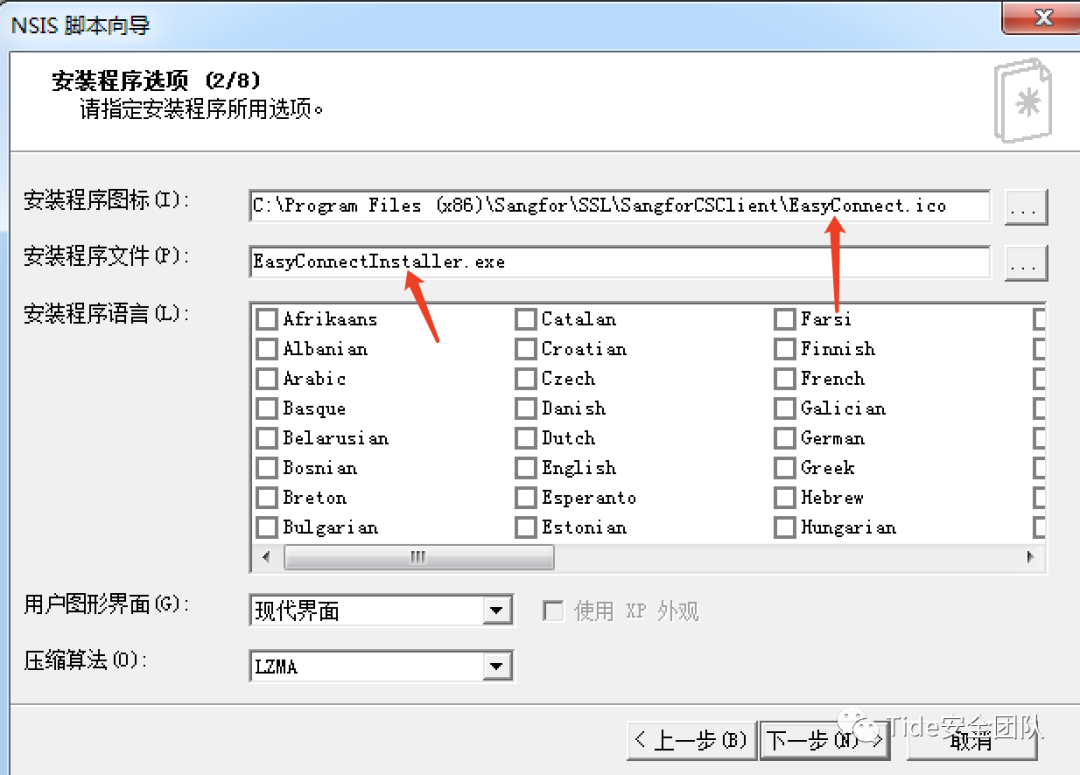 NSIS 脚本向导
安装程序选项 (2/8)
请指定安装程序所用选项。
安装程序图标(I): C:\Program Files (x86)\Sangfor\SSL\SangforCSClient\EasyConnect.ico ...
安装程序文件(P): EasyConnectInstaller.exe ...
安装程序语言(L): Afrikaans Catalan Farsi
Albanian Croatian Finnish
Arabic Czech French
Basque Danish Galician
Belarusian Dutch German
Bosnian English Greek
Breton Esperanto Hebrew
Bulgarian Estonian Hungarian
用户图形界面(G): 现代界面 使用 XP 外观
压缩算法(O): LZMA
< 上一步(B) 下一步(N) > 取消
Tide安全团队